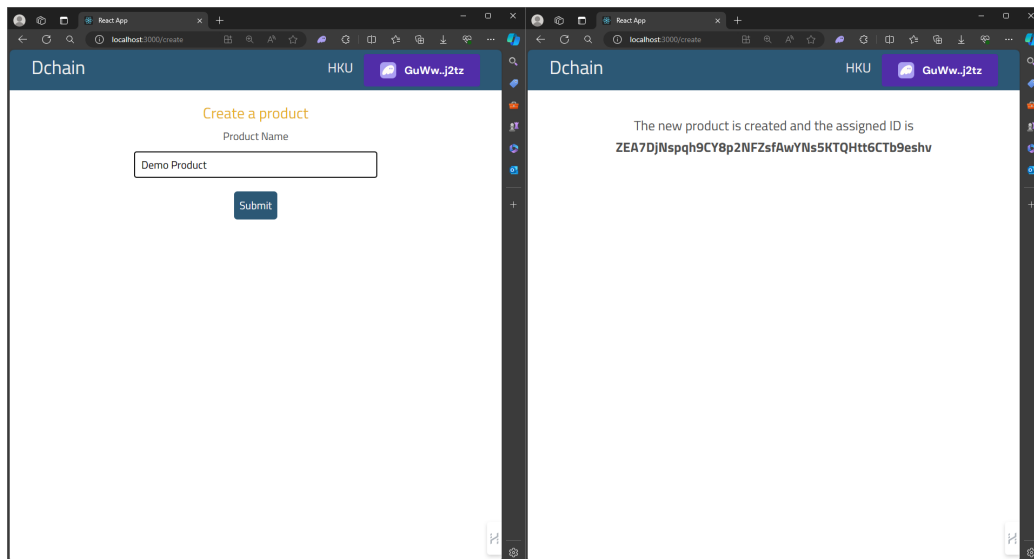 React App
localhost:3000/create
Dchain
HKU
GuWw..j2tz
Create a product
Product Name
Demo Product
Submit
React App
localhost:3000/create
Dchain
HKU
GuWw..j2tz
The new product is created and the assigned ID is
ZEA7DjNspqh9CY8p2NFZsfAwYNs5KTQHtt6CTb9eshv